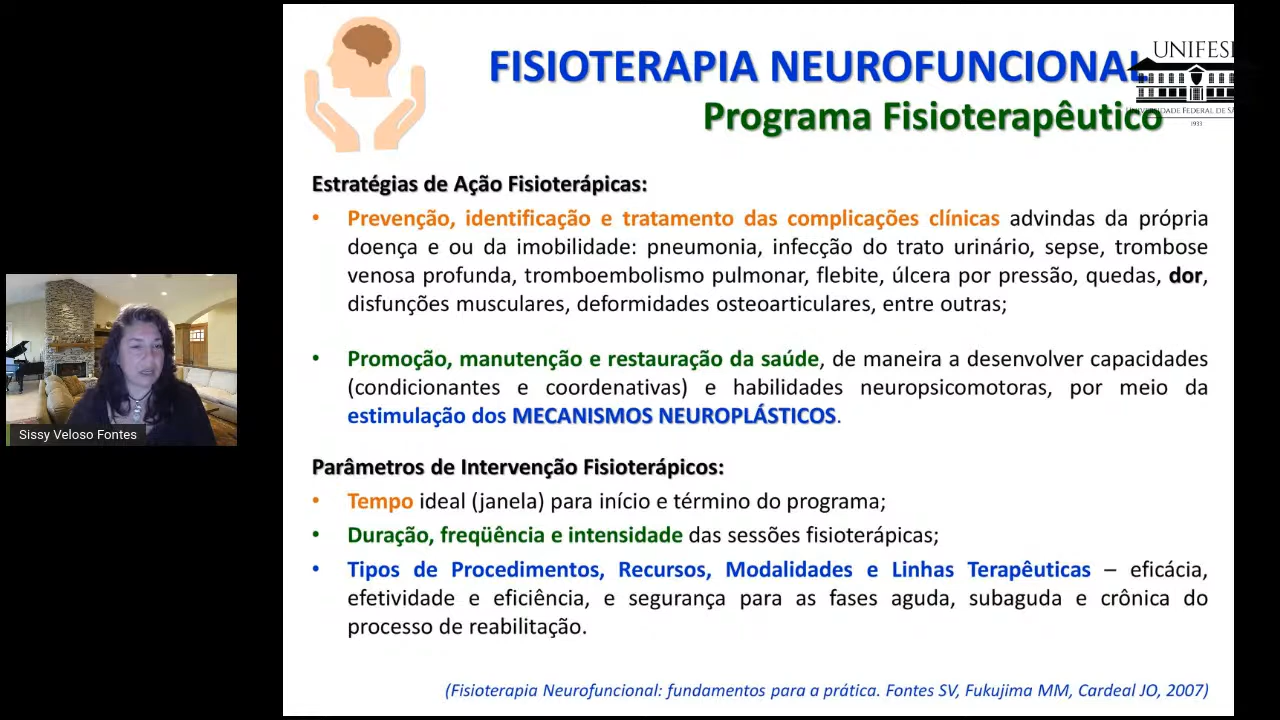 FISIOTERAPIA NEUROFUNCIONAL
Programa Fisioterapêutico
UNIFESP
UNIVERSIDADE FEDERAL DE SÃ
1933
Estratégias de Ação Fisioterápicas:
• Prevenção, identificação e tratamento das complicações clínicas advindas da própria
doença e ou da imobilidade: pneumonia, infecção do trato urinário, sepse, trombose
venosa profunda, tromboembolismo pulmonar, flebite, úlcera por pressão, quedas, dor,
disfunções musculares, deformidades osteoarticulares, entre outras;
• Promoção, manutenção e restauração da saúde, de maneira a desenvolver capacidades
(condicionantes e coordenativas) e habilidades neuropsicomotoras, por meio da
estimulação dos MECANISMOS NEUROPLÁSTICOS.
Sissy Veloso Fontes
Parâmetros de Intervenção Fisioterápicos:
• Tempo ideal (janela) para início e término do programa;
• Duração, freqüência e intensidade das sessões fisioterápicas;
• Tipos de Procedimentos, Recursos, Modalidades e Linhas Terapêuticas – eficácia,
efetividade e eficiência, e segurança para as fases aguda, subaguda e crônica do
processo de reabilitação.
(Fisioterapia Neurofuncional: fundamentos para a prática. Fontes SV, Fukujima MM, Cardeal JO, 2007)